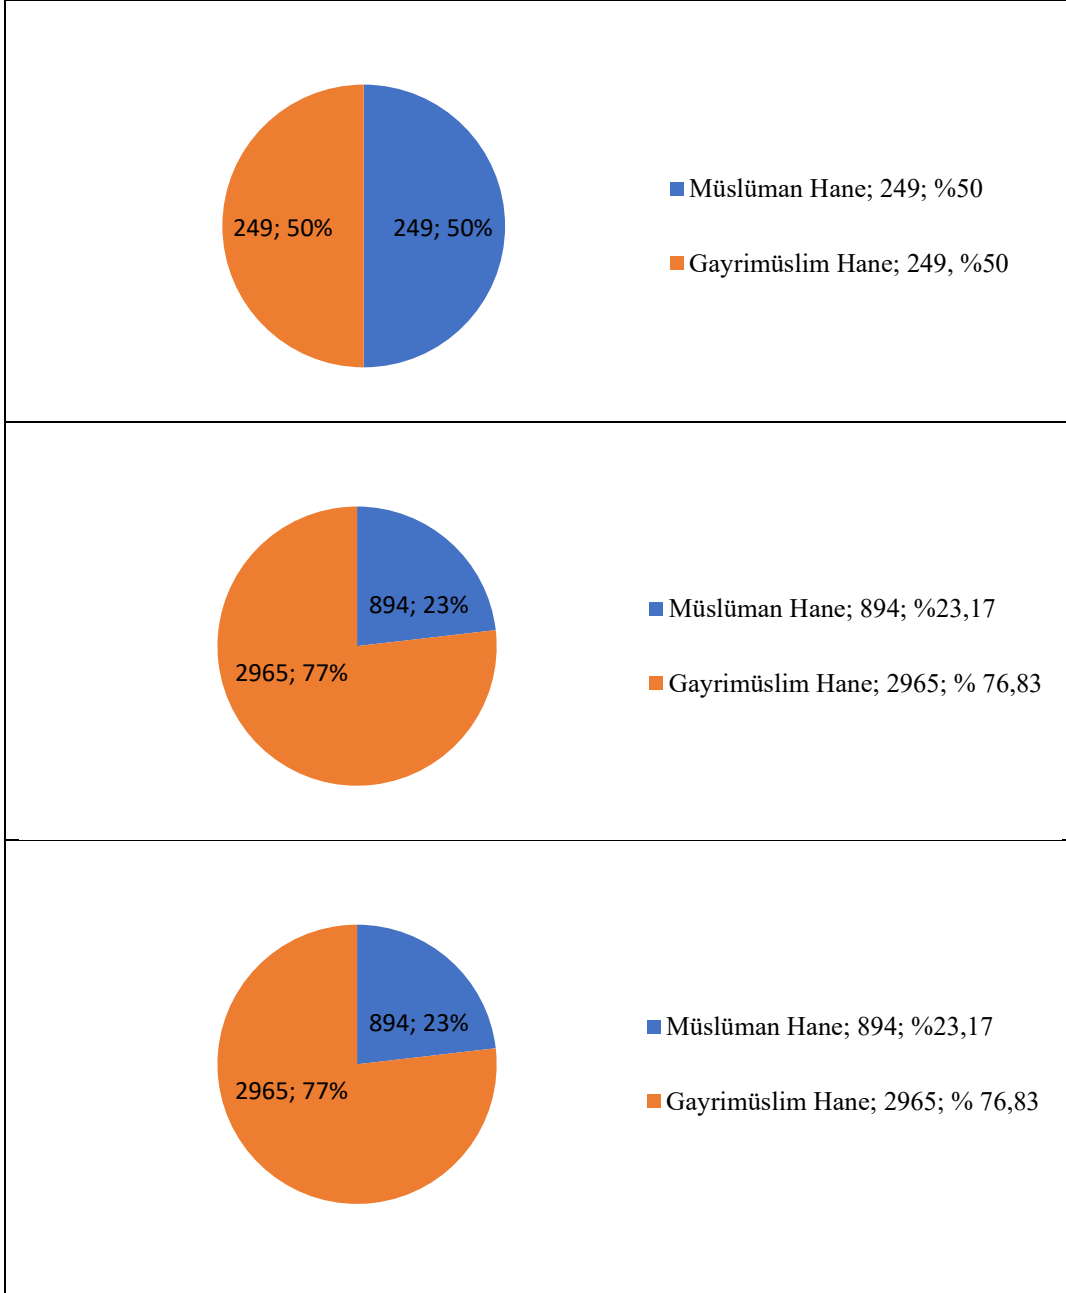 249; 50%
249; 50%
Müslüman Hane; 249; %50
Gayrimüslim Hane; 249, %50
894; 23%
2965; 77%
Müslüman Hane; 894; %23,17
Gayrimüslim Hane; 2965; % 76,83
894; 23%
2965; 77%
Müslüman Hane; 894; %23,17
Gayrimüslim Hane; 2965; % 76,83